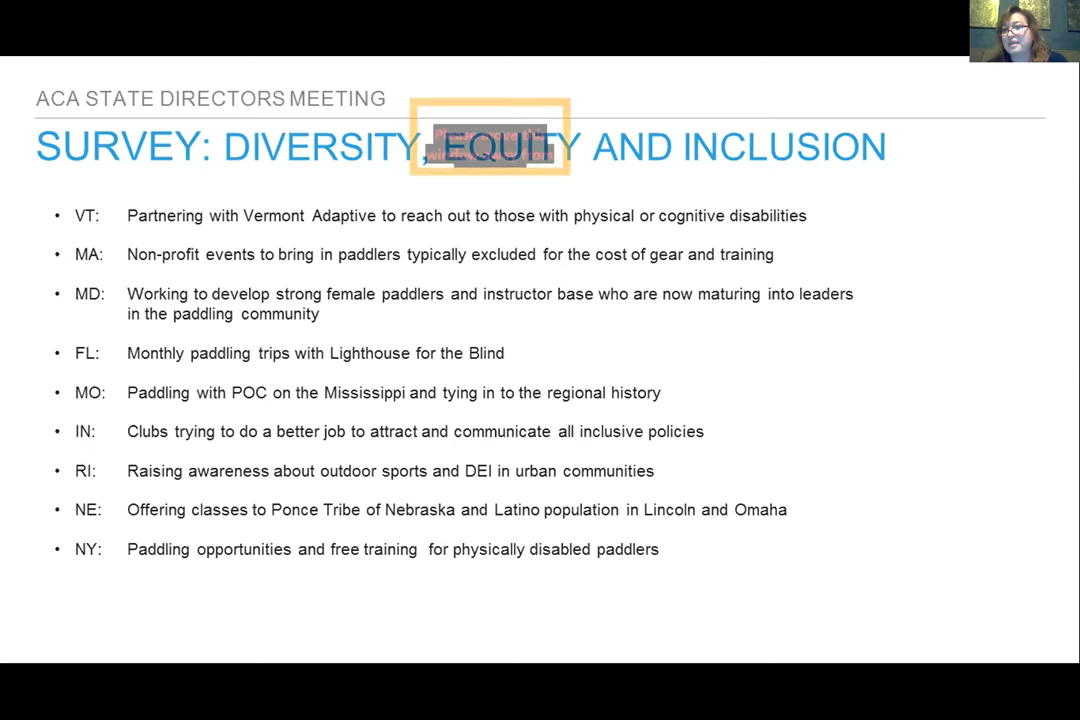 ACA STATE DIRECTORS MEETING
SURVEY: DIVERSITY, EQUITY AND INCLUSION
• VT: Partnering with Vermont Adaptive to reach out to those with physical or cognitive disabilities
• MA: Non-profit events to bring in paddlers typically excluded for the cost of gear and training
• MD: Working to develop strong female paddlers and instructor base who are now maturing into leaders
in the paddling community
• FL: Monthly paddling trips with Lighthouse for the Blind
• MO: Paddling with POC on the Mississippi and tying in to the regional history
• IN: Clubs trying to do a better job to attract and communicate all inclusive policies
• RI: Raising awareness about outdoor sports and DEI in urban communities
• NE: Offering classes to Ponce Tribe of Nebraska and Latino population in Lincoln and Omaha
• NY: Paddling opportunities and free training for physically disabled paddlers